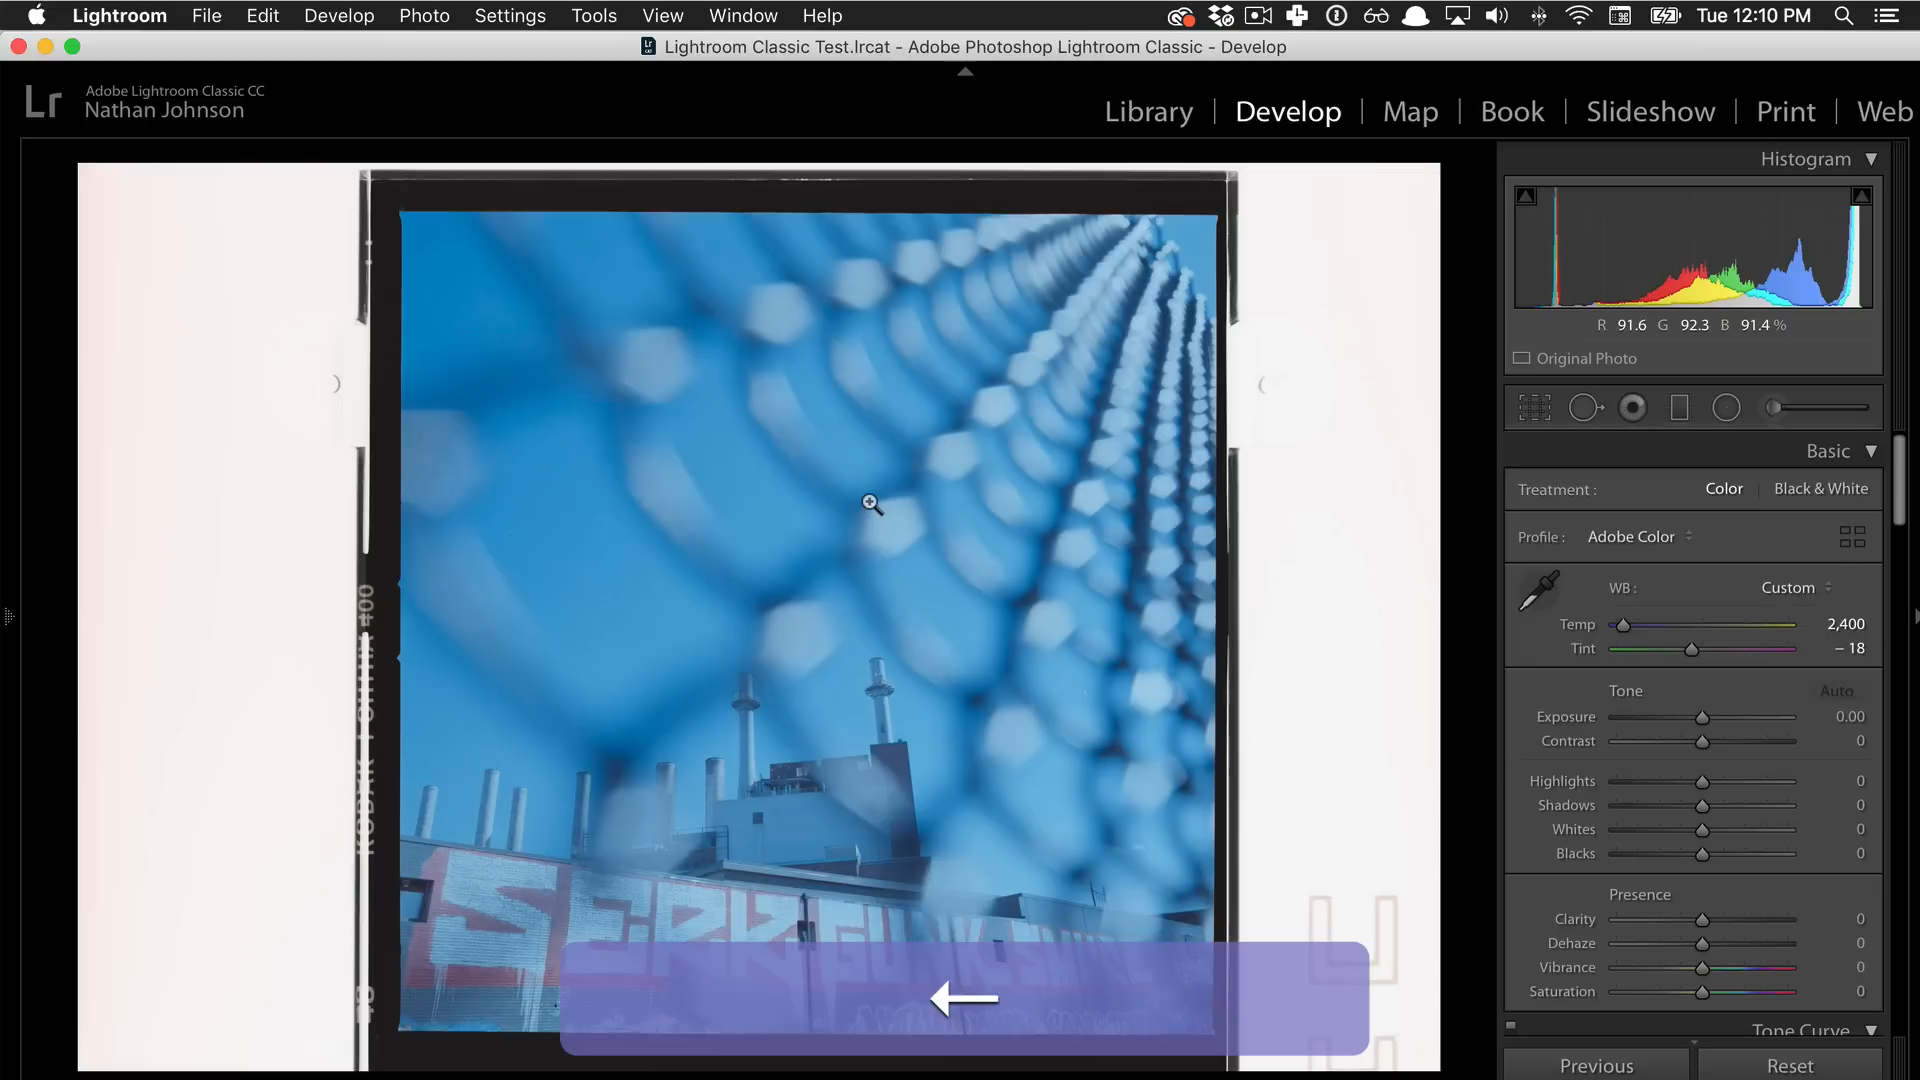 Lightroom File Edit Develop Photo Settings Tools View Window Help Tue 12:10 PM
Lightroom Classic Test.lrcat - Adobe Photoshop Lightroom Classic - Develop
Lr Adobe Lightroom Classic CC
Nathan Johnson
Library | Develop | Map | Book | Slideshow | Print | Web
Histogram
R 91.6 G 92.3 B 91.4 %
Original Photo
Basic
Treatment : Color Black & White
Profile : Adobe Color
WB : Custom
Temp 2,400
Tint – 18
Tone Auto
Exposure 0.00
Contrast 0
Highlights 0
Shadows 0
Whites 0
Blacks 0
Presence
Clarity 0
Dehaze 0
Vibrance 0
Saturation 0
Tone Curve
Previous Reset
KODAK PORTRA 400